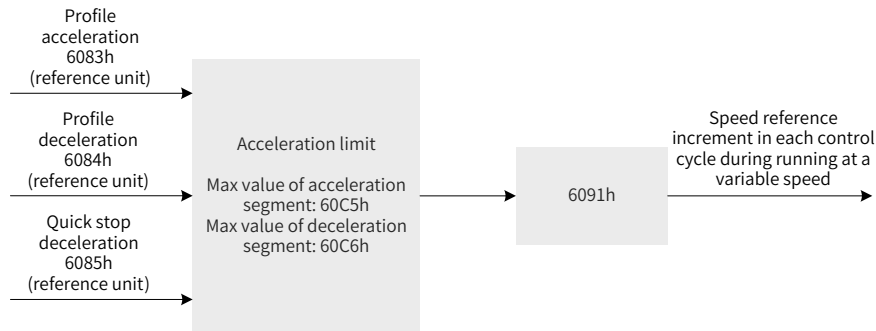 Profile
acceleration
6083h
(reference unit)
Profile
deceleration
6084h
(reference unit)
Quick stop
deceleration
6085h
(reference unit)
Acceleration limit
Max value of acceleration
segment: 60C5h
Max value of deceleration
segment: 60C6h
6091h
Speed reference
increment in each control
cycle during running at a
variable speed